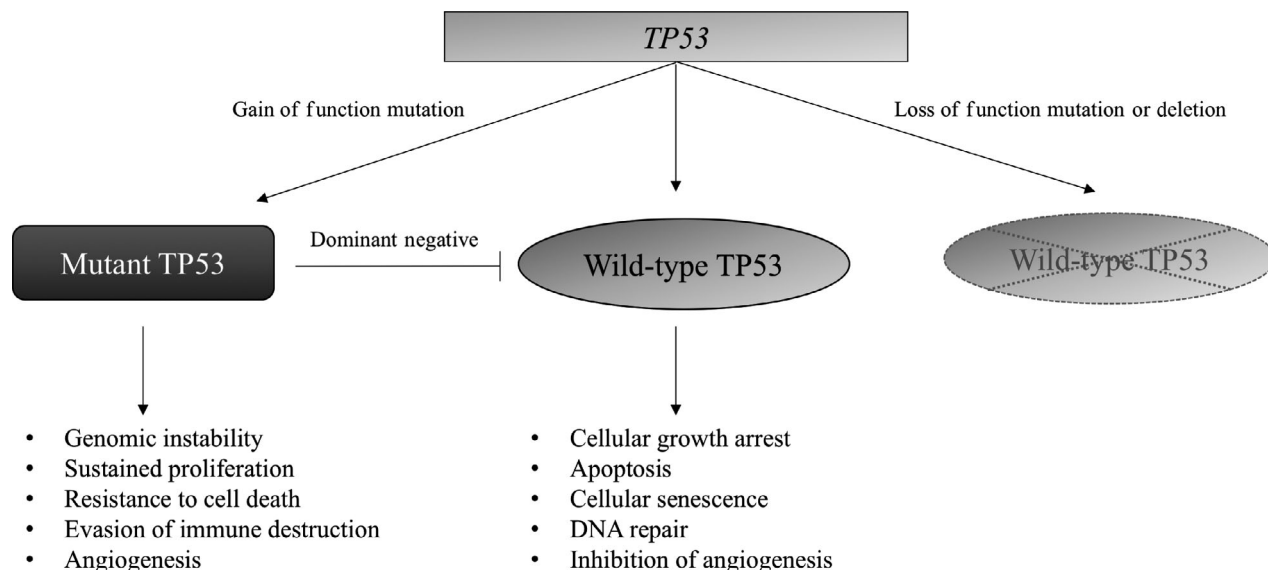 TP53
Gain of function mutation
Loss of function mutation or deletion
Mutant TP53
Dominant negative
Wild-type TP53
Wild-type TP53
• Genomic instability
• Sustained proliferation
• Resistance to cell death
• Evasion of immune destruction
• Angiogenesis
• Cellular growth arrest
• Apoptosis
• Cellular senescence
• DNA repair
• Inhibition of angiogenesis